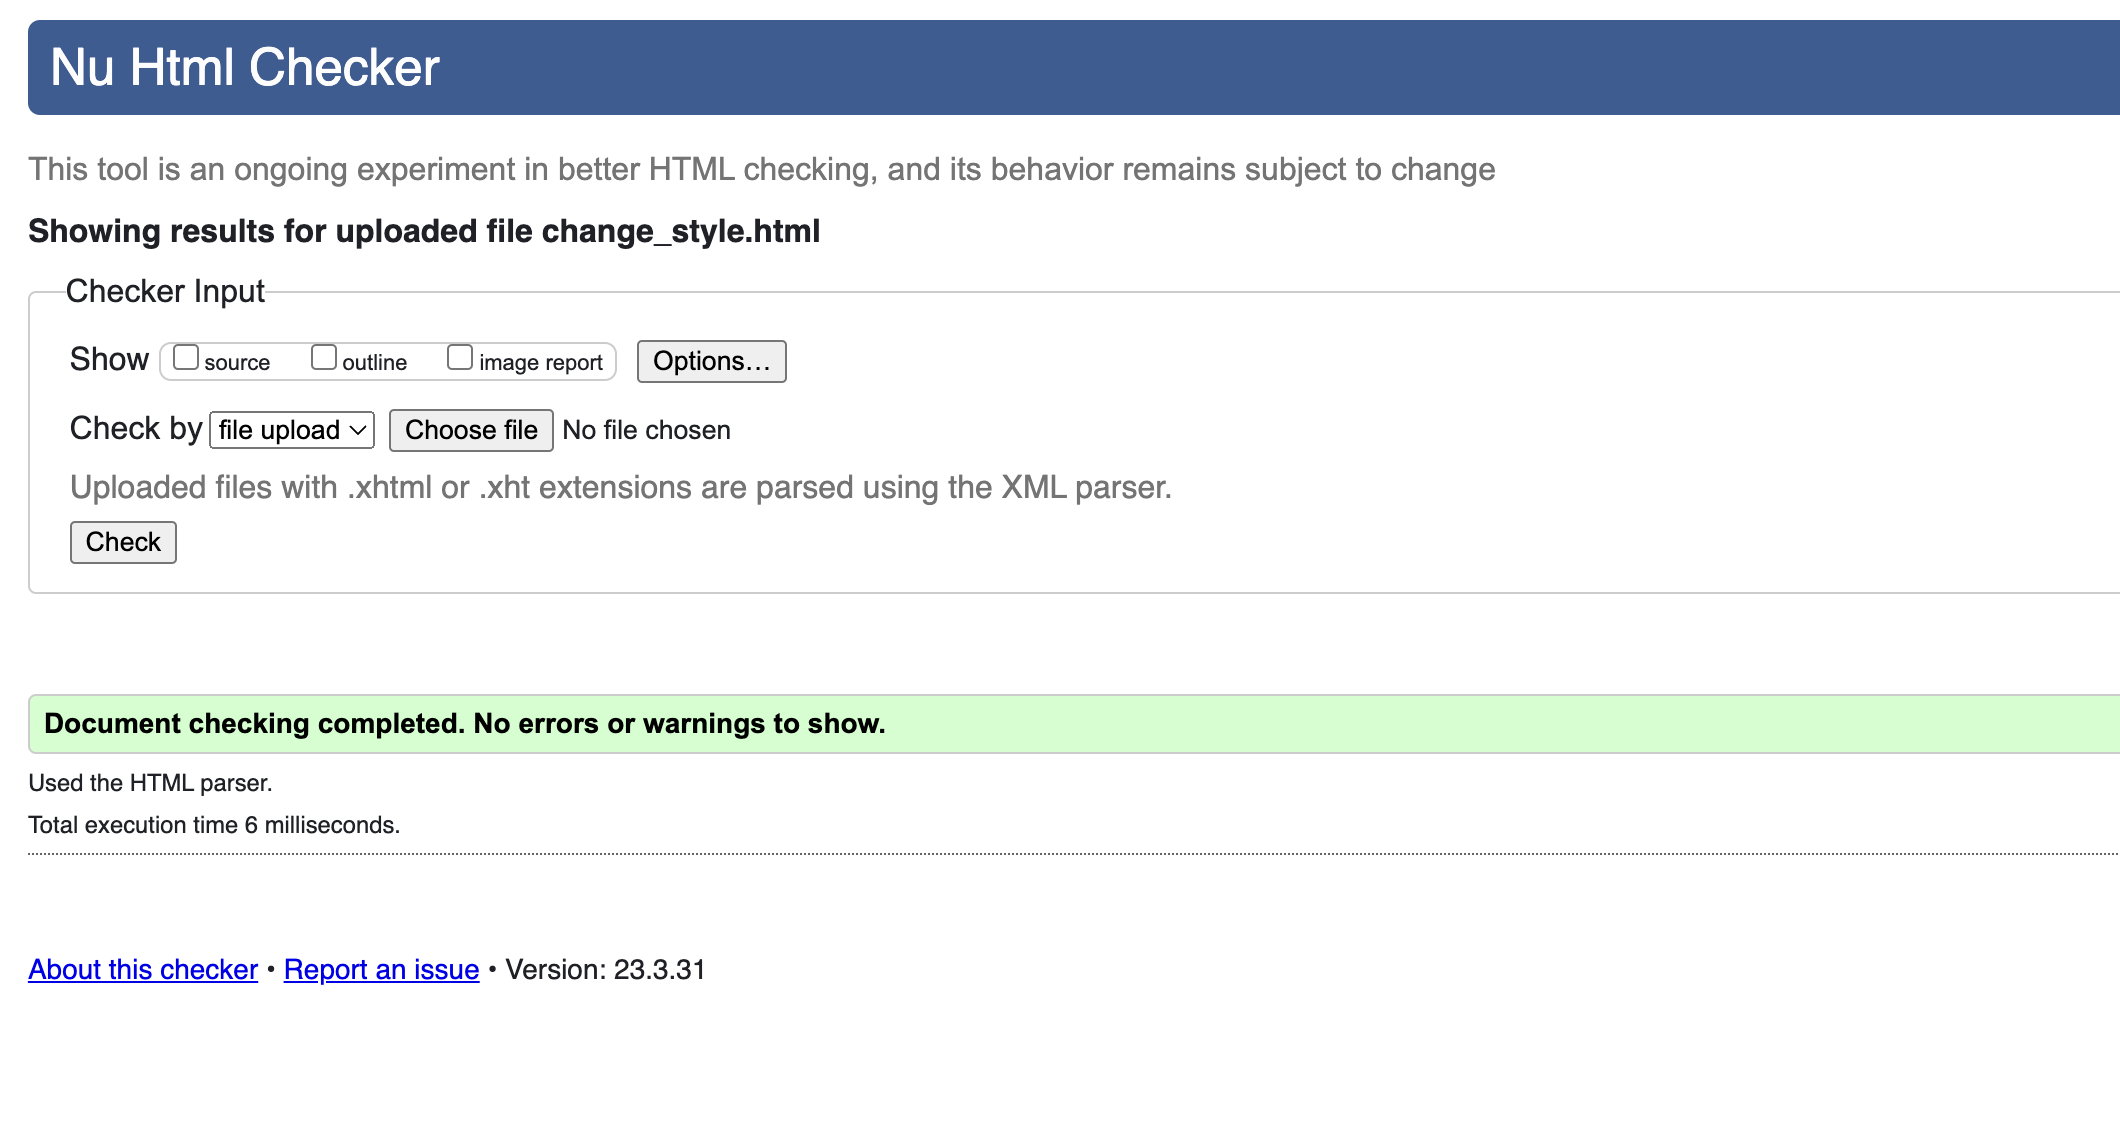 Nu Html Checker
This tool is an ongoing experiment in better HTML checking, and its behavior remains subject to change
Showing results for uploaded file change_style.html
Checker Input
Show source outline image report Options...
Check by file upload Choose file No file chosen
Uploaded files with .xhtml or .xht extensions are parsed using the XML parser.
Check
Document checking completed. No errors or warnings to show.
Used the HTML parser.
Total execution time 6 milliseconds.
About this checker • Report an issue • Version: 23.3.31